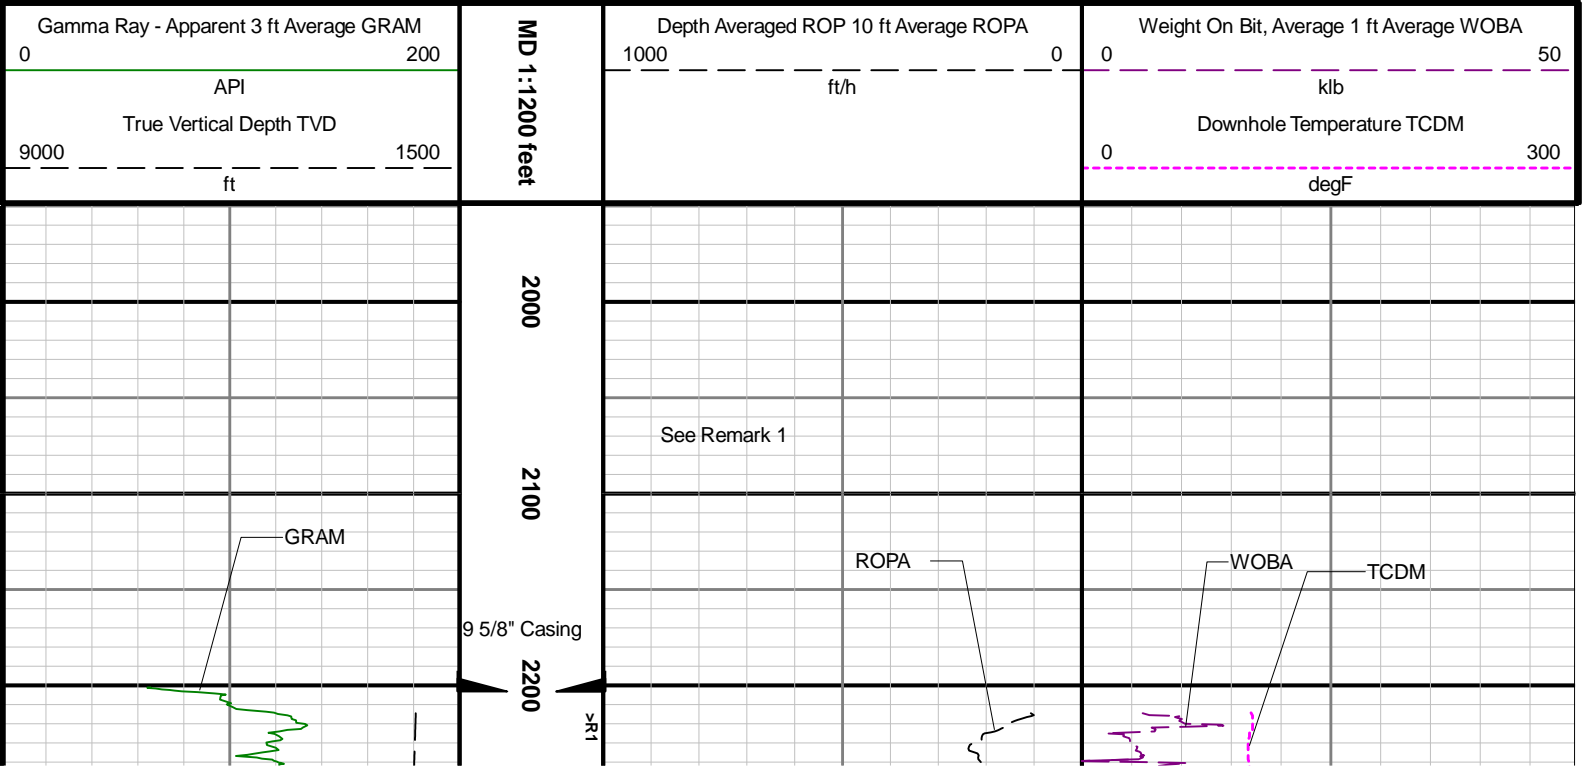 Gamma Ray - Apparent 3 ft Average GRAM
0 200
API
True Vertical Depth TVD
9000 1500
ft
MD 1:1200 feet
Depth Averaged ROP 10 ft Average ROPA
1000 0
ft/h
Weight On Bit, Average 1 ft Average WOBA
0 50
klb
Downhole Temperature TCDM
0 300
degF
2000
See Remark 1
2100
GRAM
ROPA
WOBA
TCDM
9 5/8" Casing
2200
>R1